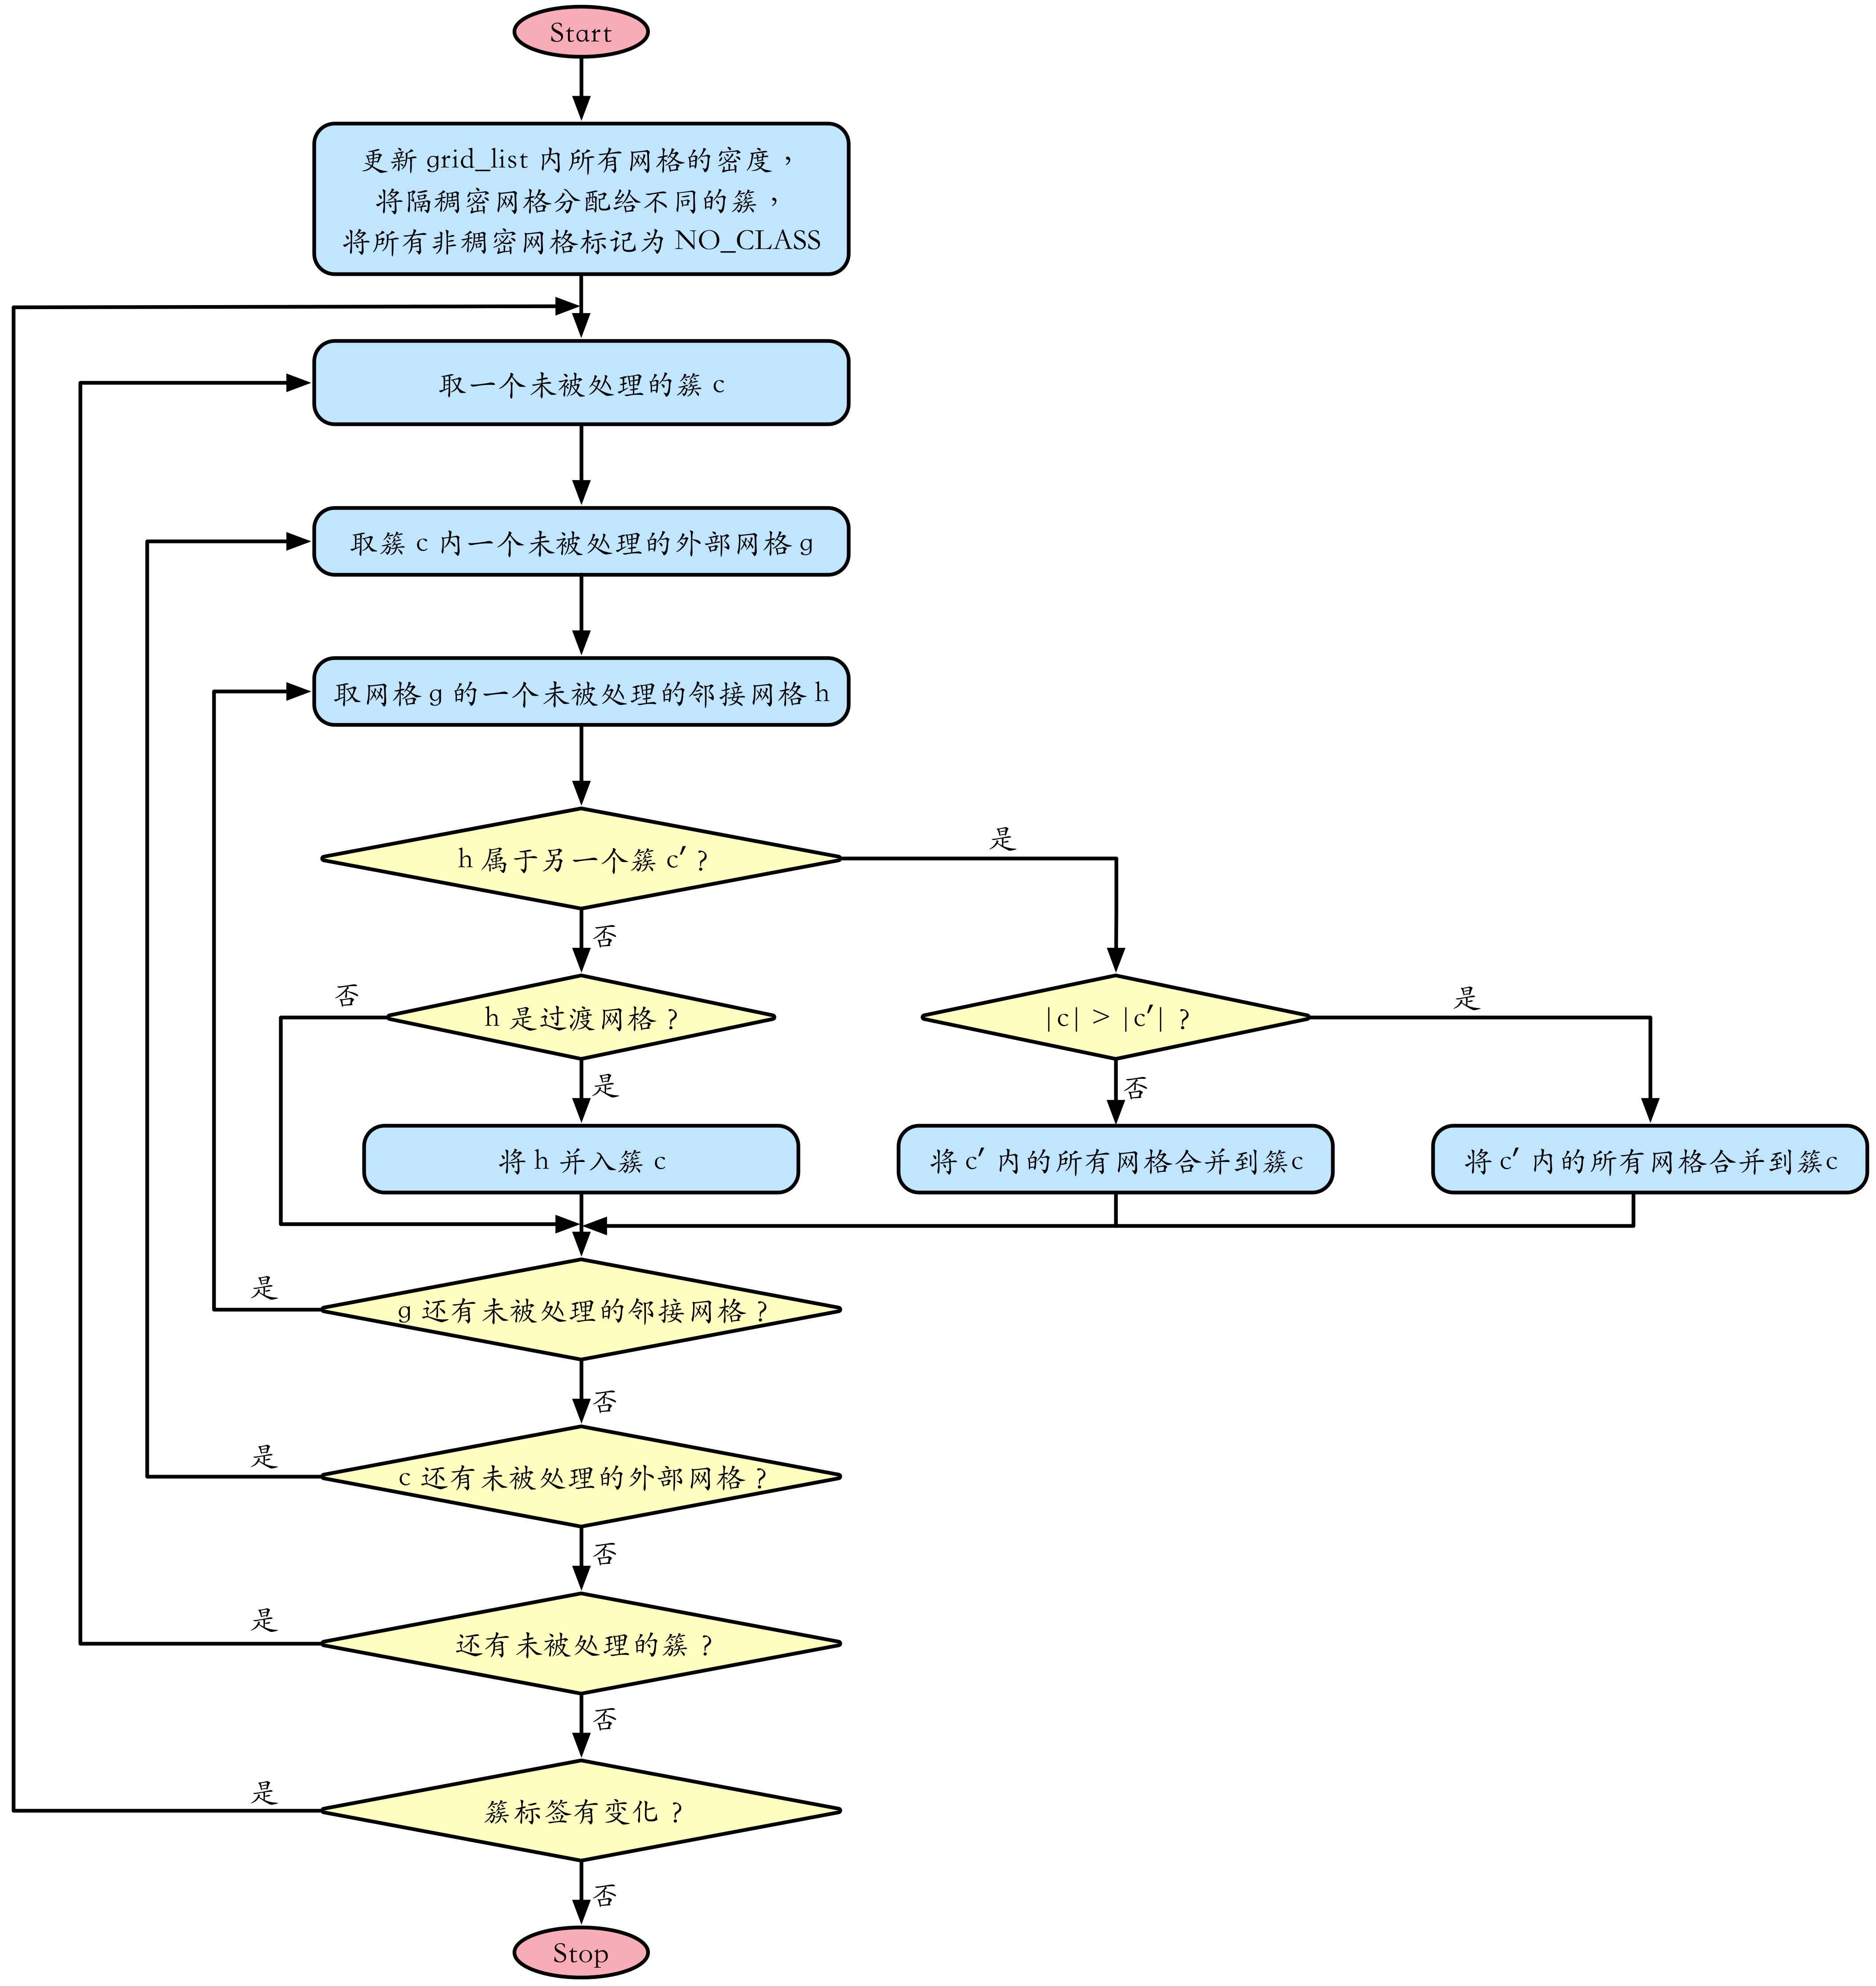 Start
更新 grid_list 内所有网格的密度，
将隔稠密网格分配给不同的簇，
将所有非稠密网格标记为 NO_CLASS
取一个未被处理的簇 c
取簇 c 内一个未被处理的外部网格 g
取网格 g 的一个未被处理的邻接网格 h
h 属于另一个簇 c′ ?
是
否
h 是过渡网格 ?
否
是
|c| > |c′| ?
是
否
将 h 并入簇 c
将 c′ 内的所有网格合并到簇c
将 c′ 内的所有网格合并到簇c
g 还有未被处理的邻接网格 ?
是
否
c 还有未被处理的外部网格 ?
是
否
还有未被处理的簇 ?
是
否
簇标签有变化 ?
是
否
Stop